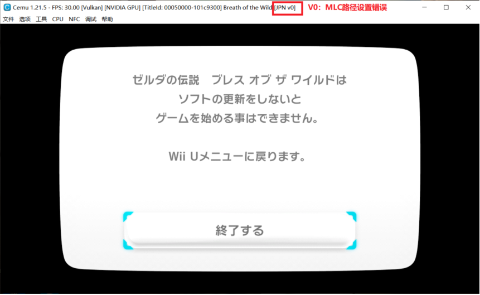 Cemu 1.21.5 - FPS: 30.00 [Vulkan] [NVIDIA GPU] [TitleId: 00050000-101c9300] Breath of the Wild [JPN v0] V0：MLC路径设置错误
文件 选项 工具 CPU NFC 调试 帮助
ゼルダの伝説　ブレス オブ ザ ワイルドは
ソフトの更新をしないと
ゲームを始める事はできません。
Wii Uメニューに戻ります。
終了する